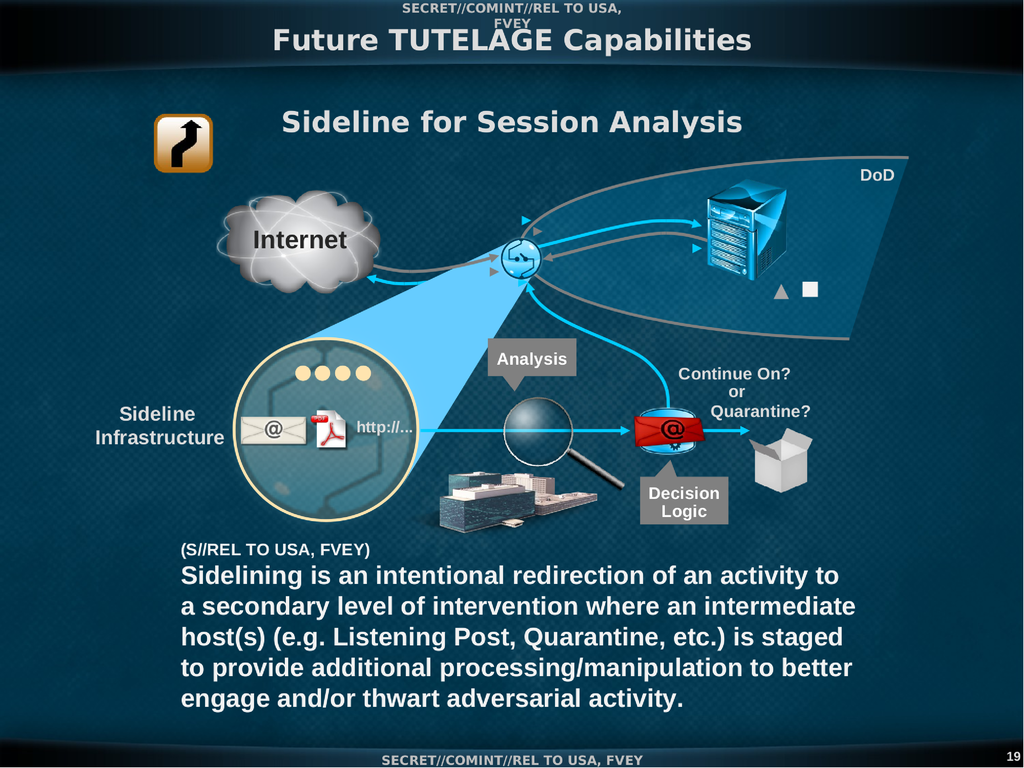 SECRET//COMINT//REL TO USA,
FVEY
Future TUTELAGE Capabilities
Sideline for Session Analysis
DoD
Internet
Analysis
Continue On?
or
Quarantine?
Sideline
Infrastructure
@
PDF
http://...
@
Decision
Logic
(S//REL TO USA, FVEY)
Sidelining is an intentional redirection of an activity to
a secondary level of intervention where an intermediate
host(s) (e.g. Listening Post, Quarantine, etc.) is staged
to provide additional processing/manipulation to better
engage and/or thwart adversarial activity.
SECRET//COMINT//REL TO USA, FVEY
19